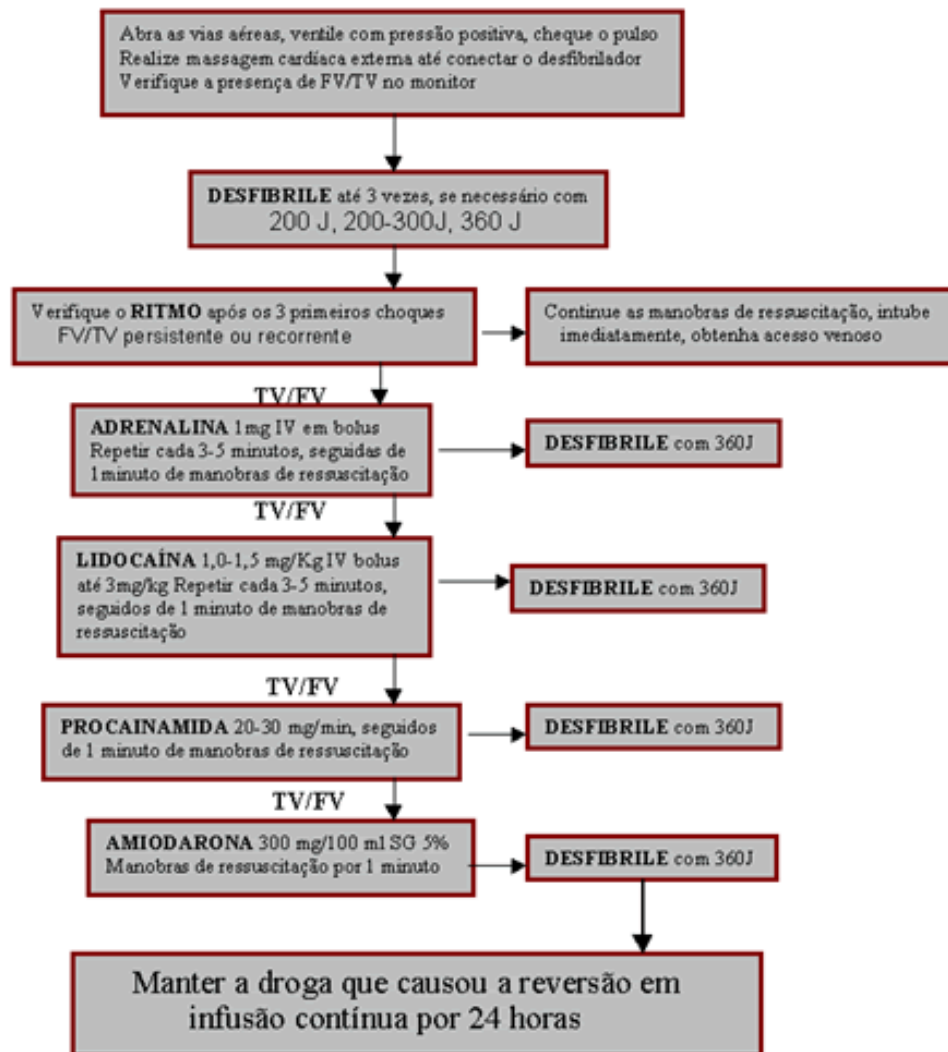 Abra as vias aéreas, ventile com pressão positiva, cheque o pulso
Realize massagem cardíaca externa até conectar o desfibrilador
Verifique a presença de FV/TV no monitor
DESFIBRILE até 3 vezes, se necessário com
200 J, 200-300J, 360 J
Verifique o RITMO após os 3 primeiros choques
FV/TV persistente ou recorrente
Continue as manobras de ressuscitação, intube
imediatamente, obtenha acesso venoso
TV/FV
ADRENALINA 1mg IV em bolus
Repetir cada 3-5 minutos, seguidas de
1minuto de manobras de ressuscitação
DESFIBRILE com 360J
TV/FV
LIDOCAÍNA 1,0-1,5 mg/Kg IV bolus
até 3mg/kg Repetir cada 3-5 minutos,
seguidos de 1 minuto de manobras de
ressuscitação
DESFIBRILE com 360J
TV/FV
PROCAINAMIDA 20-30 mg/min, seguidos
de 1 minuto de manobras de ressuscitação
DESFIBRILE com 360J
TV/FV
AMIODARONA 300 mg/100 ml SG 5%
Manobras de ressuscitação por 1 minuto
DESFIBRILE com 360J
Manter a droga que causou a reversão em
infusão contínua por 24 horas